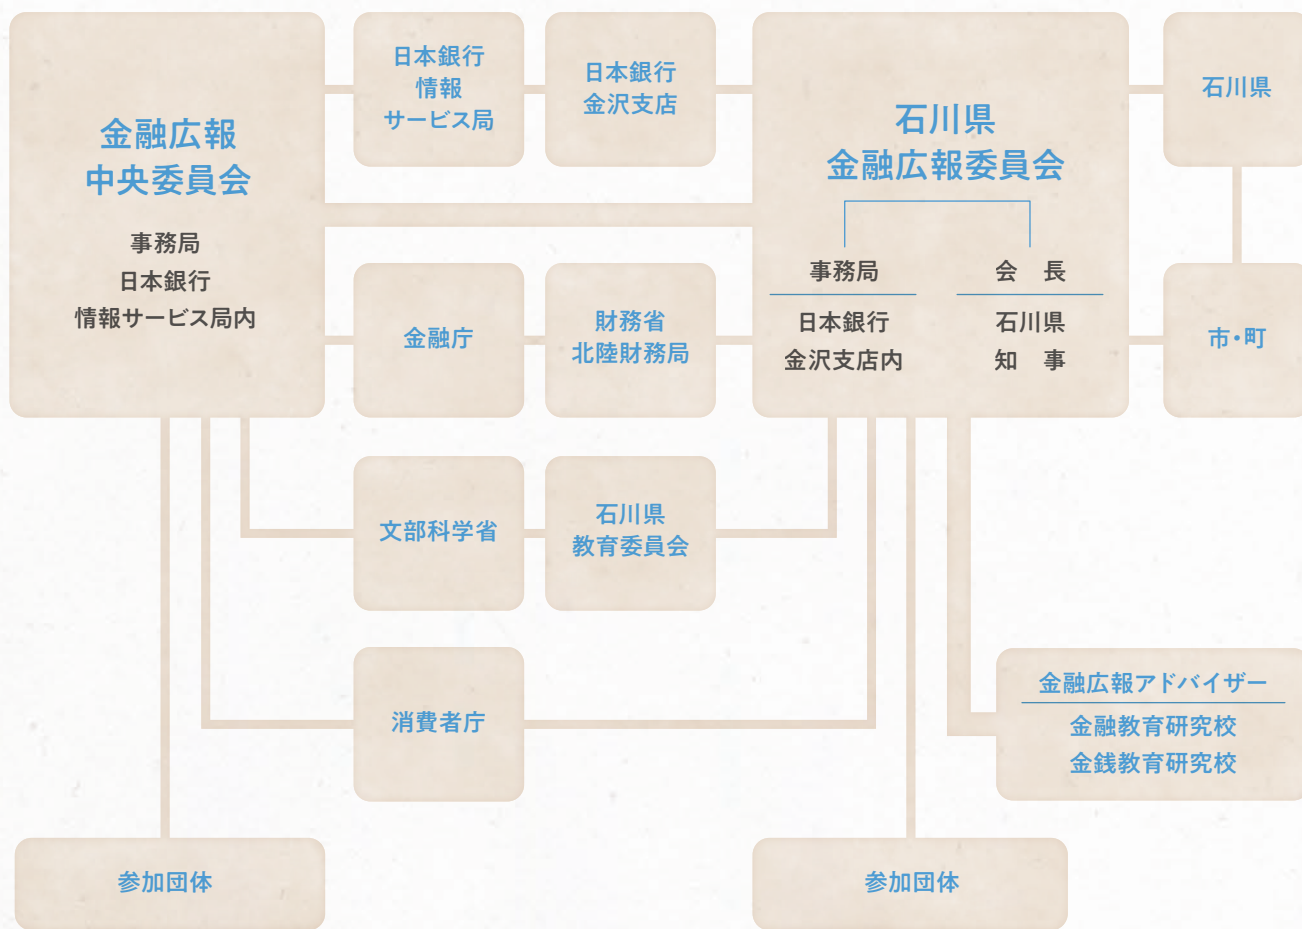 金融広報
中央委員会
事務局
日本銀行
情報サービス局内
日本銀行
情報
サービス局
日本銀行
金沢支店
石川県
金融広報委員会
事務局
日本銀行
金沢支店内
会　長
石川県
知　事
石川県
市・町
金融庁
財務省
北陸財務局
文部科学省
石川県
教育委員会
消費者庁
金融広報アドバイザー
金融教育研究校
金銭教育研究校
参加団体
参加団体